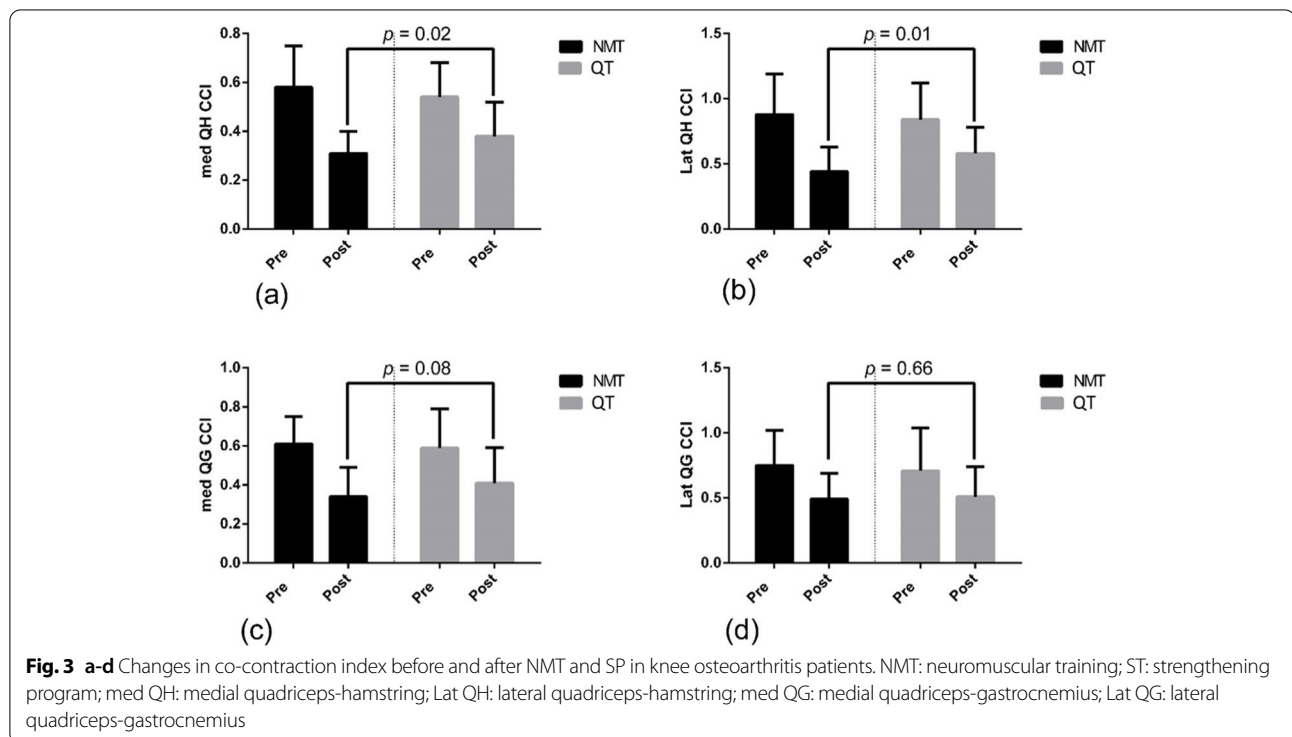 p = 0.02
NMT
QT
med QH CCI
0.8
0.6
0.4
0.2
0.0
Pre
Post
Pre
Post
(a)
p = 0.01
NMT
QT
Lat QH CCI
1.5
1.0
0.5
0.0
Pre
Post
Pre
Post
(b)
p = 0.08
NMT
QT
med QG CCI
1.0
0.8
0.6
0.4
0.2
0.0
Pre
Post
Pre
Post
(c)
p = 0.66
NMT
QT
Lat QG CCI
1.5
1.0
0.5
0.0
Pre
Post
Pre
Post
(d)
Fig. 3 a-d Changes in co-contraction index before and after NMT and SP in knee osteoarthritis patients. NMT: neuromuscular training; ST: strengthening
program; med QH: medial quadriceps-hamstring; Lat QH: lateral quadriceps-hamstring; med QG: medial quadriceps-gastrocnemius; Lat QG: lateral
quadriceps-gastrocnemius